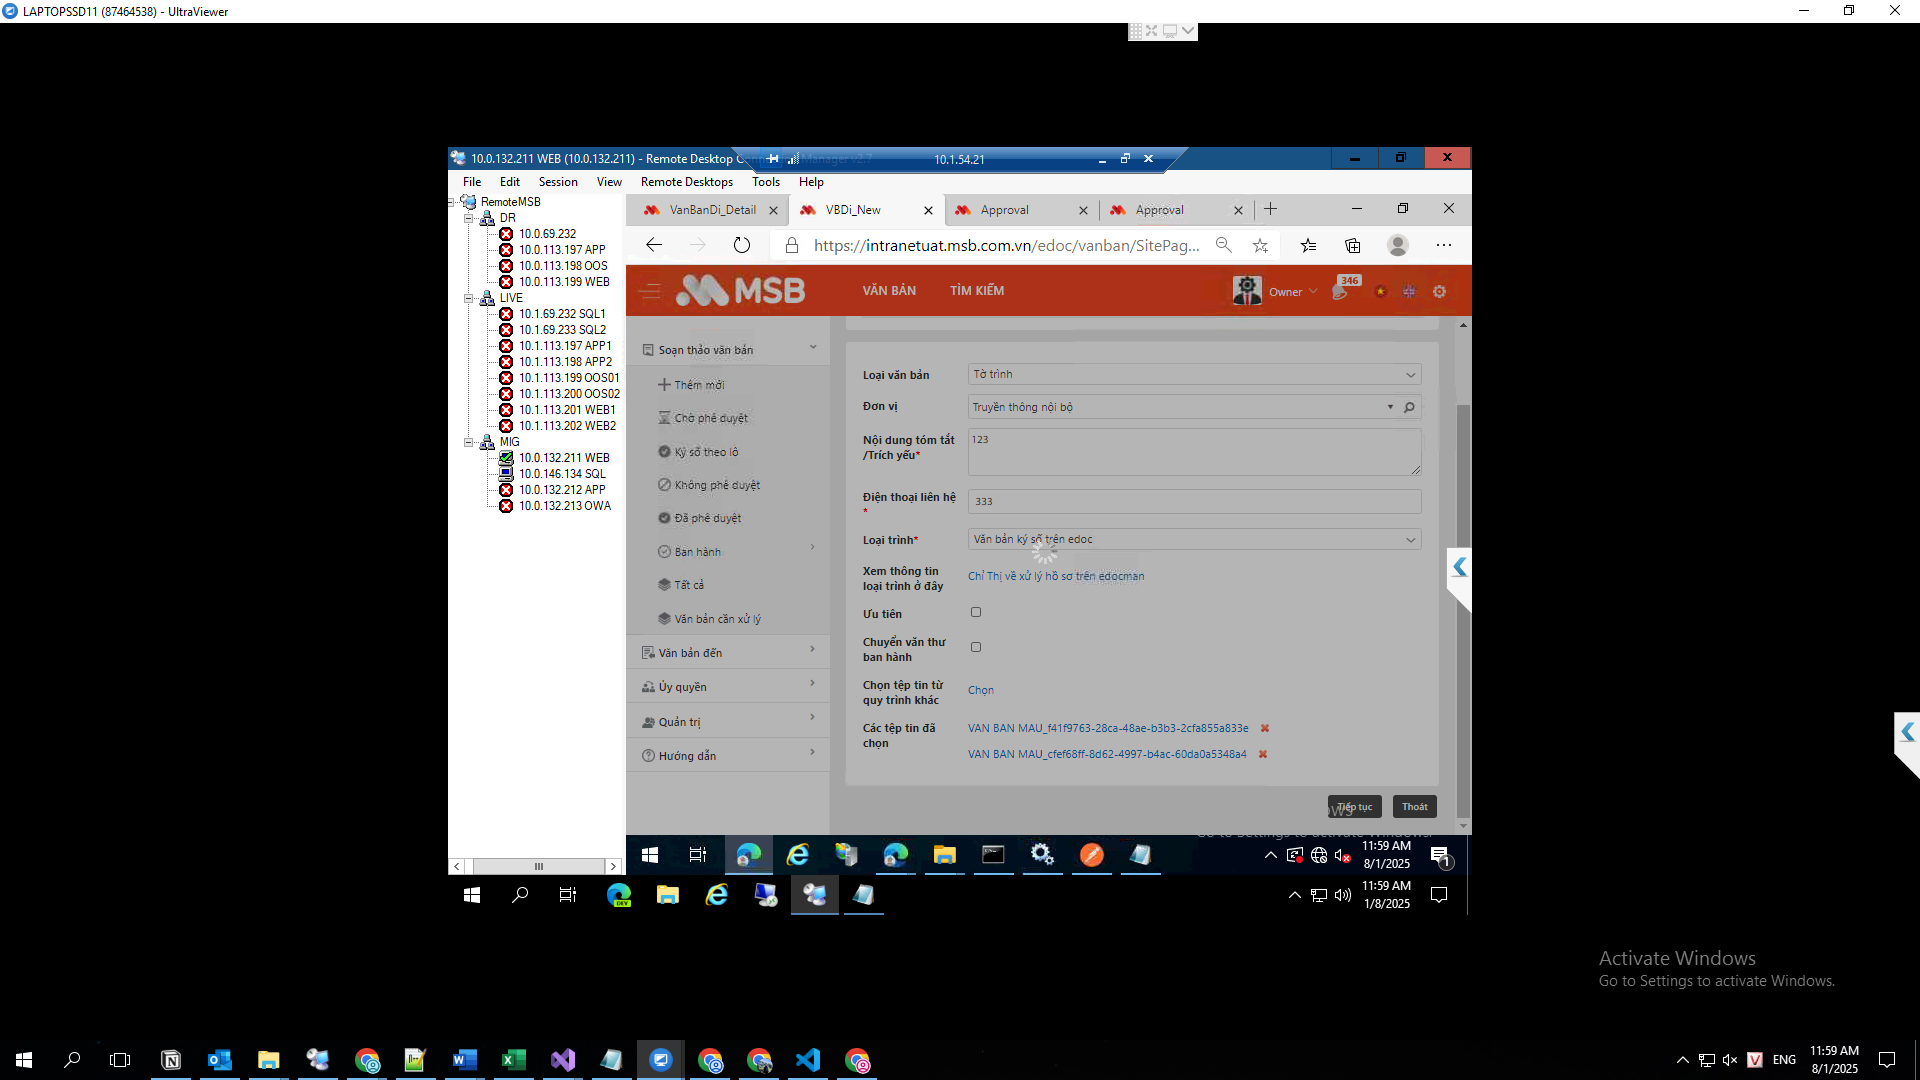 LAPTOPSSD11 (87464538) - UltraViewer
10.0.132.211 WEB (10.0.132.211) - Remote Desktop
10.1.54.21
File Edit Session View Remote Desktops Tools Help
RemoteMSB
DR
10.0.69.232
10.0.113.197 APP
10.0.113.198 OOS
10.0.113.199 WEB
LIVE
10.1.69.232 SQL1
10.1.69.233 SQL2
10.1.113.197 APP1
10.1.113.198 APP2
10.1.113.199 OOS01
10.1.113.200 OOS02
10.1.113.201 WEB1
10.1.113.202 WEB2
MIG
10.0.132.211 WEB
10.0.146.134 SQL
10.0.132.212 APP
10.0.132.213 OWA
VanBanDi_Detail
VBDi_New
Approval
Approval
https://intranetuat.msb.com.vn/edoc/vanban/SitePag...
MSB
VĂN BẢN
TÌM KIẾM
Owner
346
Soạn thảo văn bản
Thêm mới
Chờ phê duyệt
Ký số theo lô
Không phê duyệt
Đã phê duyệt
Ban hành
Tất cả
Văn bản cần xử lý
Văn bản đến
Ủy quyền
Quản trị
Hướng dẫn
Loại văn bản
Tờ trình
Đơn vị
Truyền thông nội bộ
Nội dung tóm tắt
/Trích yếu*
123
Điện thoại liên hệ
*
333
Loại trình*
Văn bản ký số trên edoc
Xem thông tin
loại trình ở đây
Chỉ Thị về xử lý hồ sơ trên edocman
Ưu tiên
Chuyển văn thư
ban hành
Chọn tệp tin từ
quy trình khác
Chọn
Các tệp tin đã
chọn
VAN BAN MAU_f41f9763-28ca-48ae-b3b3-2cfa855a833e
VAN BAN MAU_cfef68ff-8d62-4997-b4ac-60da0a5348a4
Tiếp tục
Thoát
Go to Settings to activate Windows.
11:59 AM
8/1/2025
1
DEV
11:59 AM
1/8/2025
Activate Windows
Go to Settings to activate Windows.
ENG
11:59 AM
8/1/2025